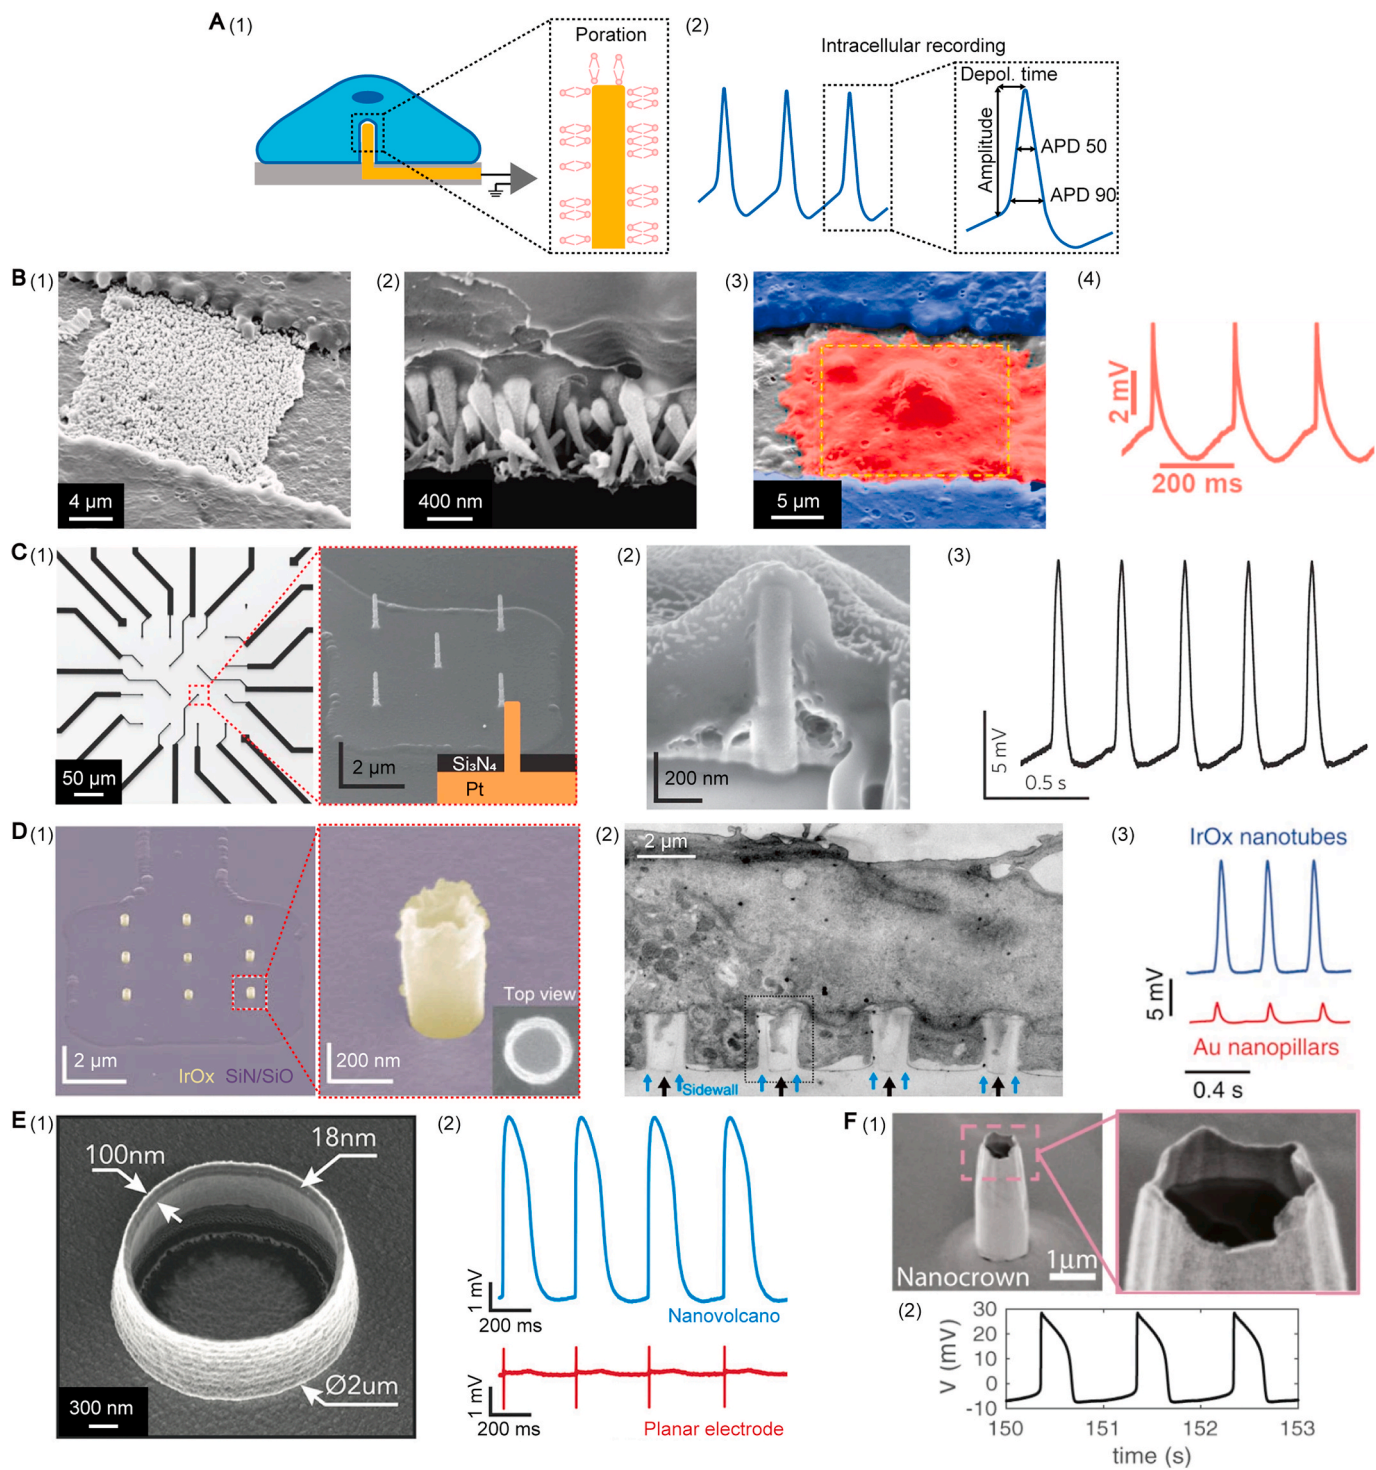 A (1)
Poration
(2)
Intracellular recording
Depol. time
Amplitude
APD 50
APD 90
B (1)
4 µm
(2)
400 nm
(3)
5 µm
(4)
2 mV
200 ms
C (1)
50 µm
2 µm
Si₃N₄
Pt
(2)
200 nm
(3)
5 mV
0.5 s
D (1)
2 µm
IrOx SiN/SiO
200 nm
Top view
(2)
2 µm
Sidewall
(3)
IrOx nanotubes
5 mV
Au nanopillars
0.4 s
E (1)
100nm
18nm
Ø2um
300 nm
(2)
1 mV
200 ms
Nanovolcano
1 mV
200 ms
Planar electrode
F (1)
Nanocrown
1µm
(2)
V (mV)
30
20
10
0
-10
150 151 152 153
time (s)